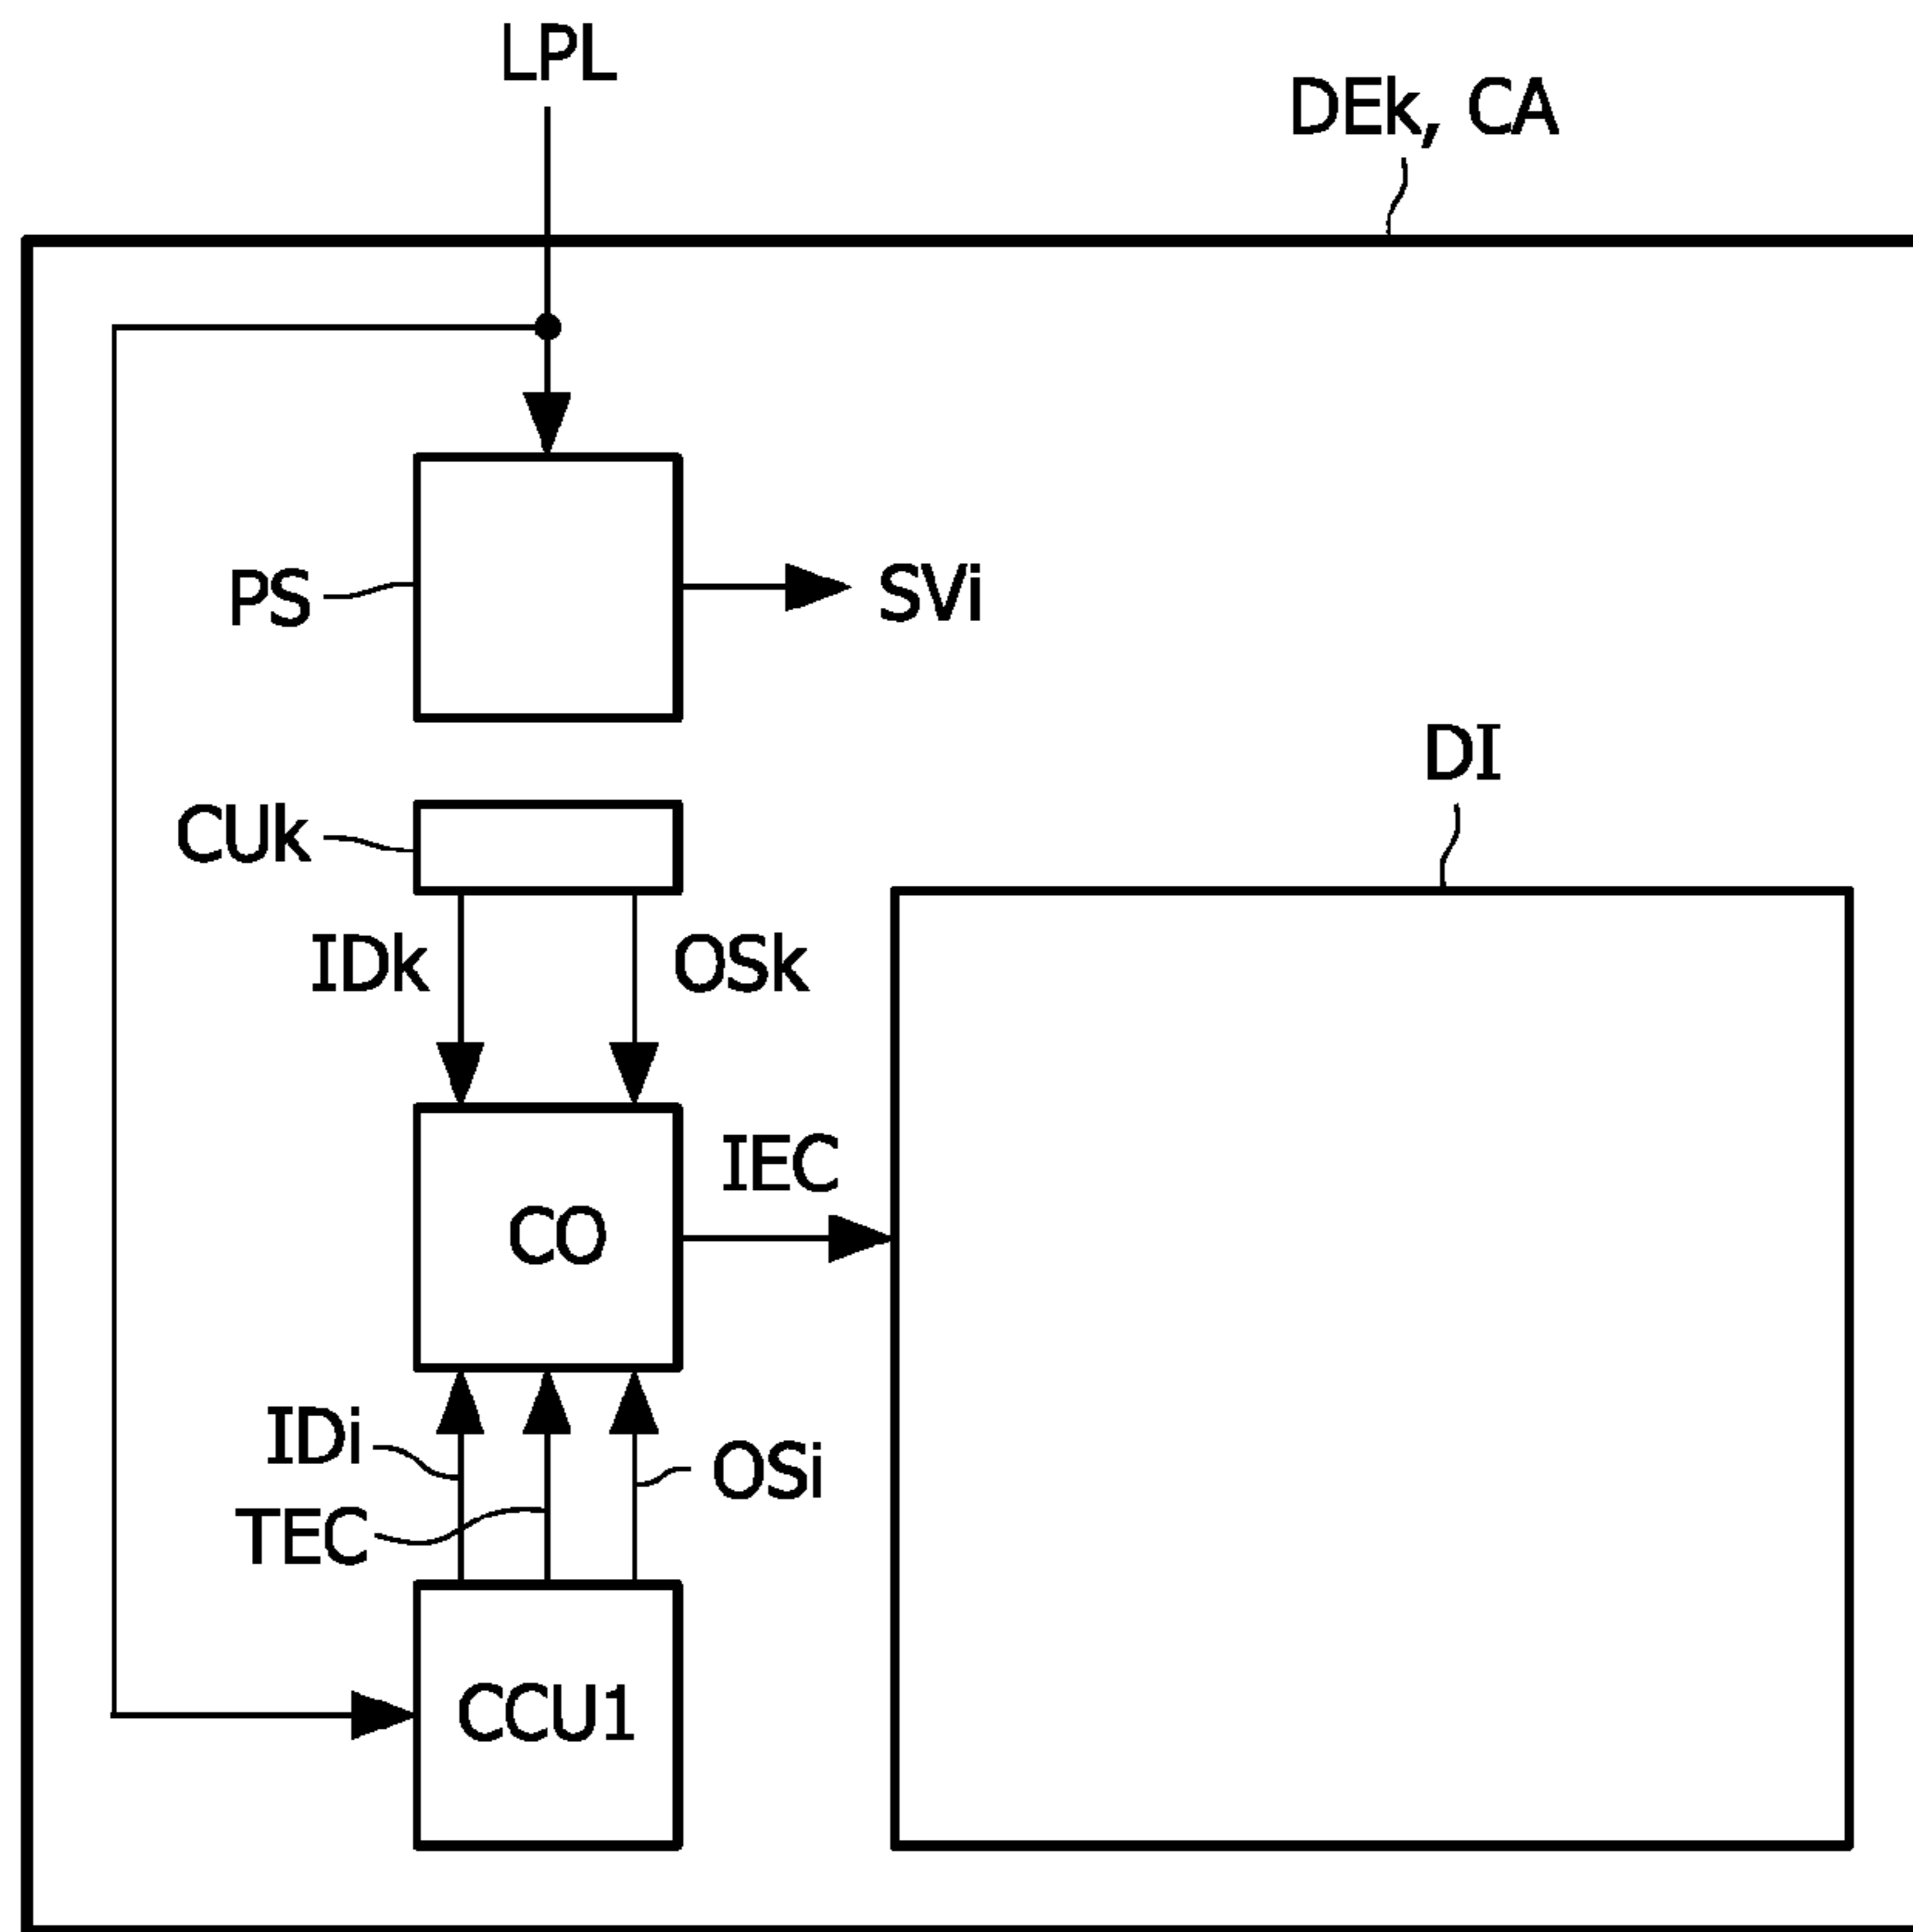 LPL
DEk, CA
PS
SVi
DI
CUk
IDk
OSk
IEC
CO
IDi
OSi
TEC
CCU1